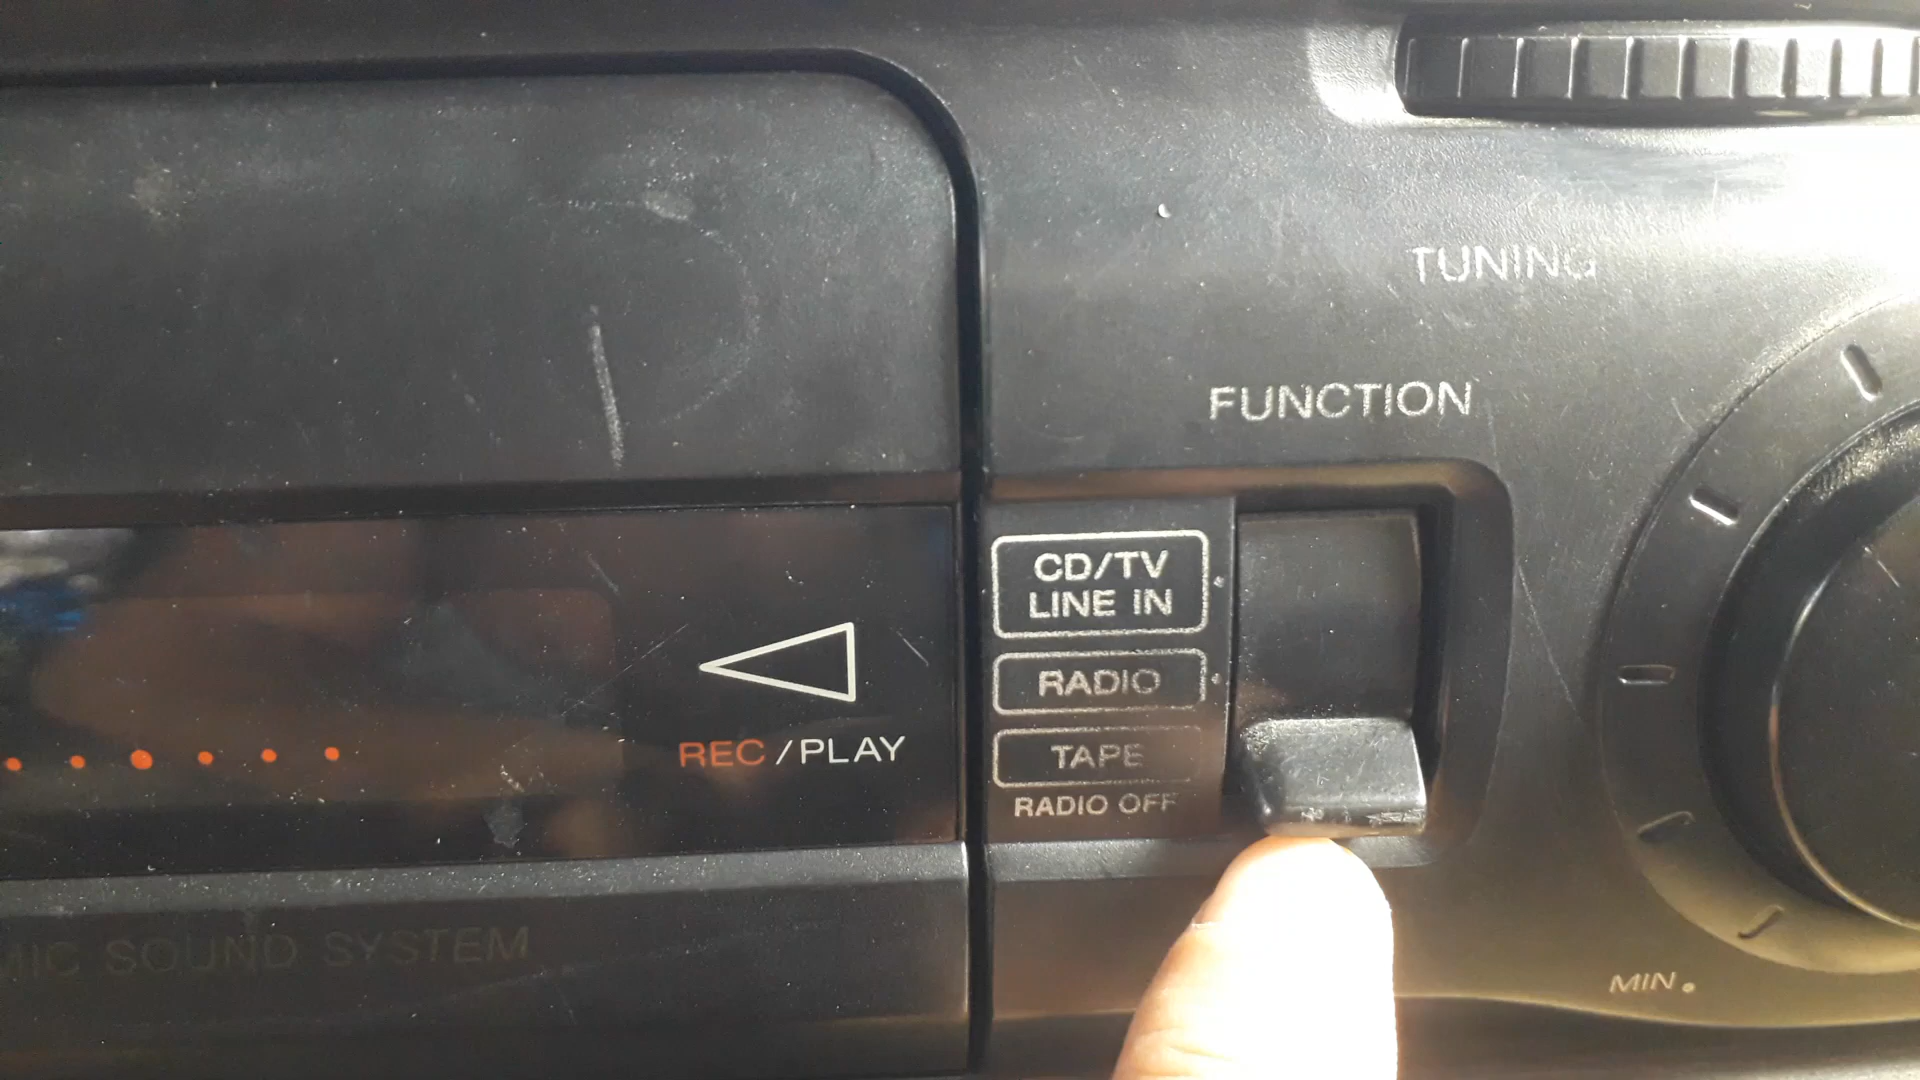 TUNING
FUNCTION
CD/TV
LINE IN
RADIO
TAPE
RADIO OFF
REC/PLAY
SOUND SYSTEM
MIN.